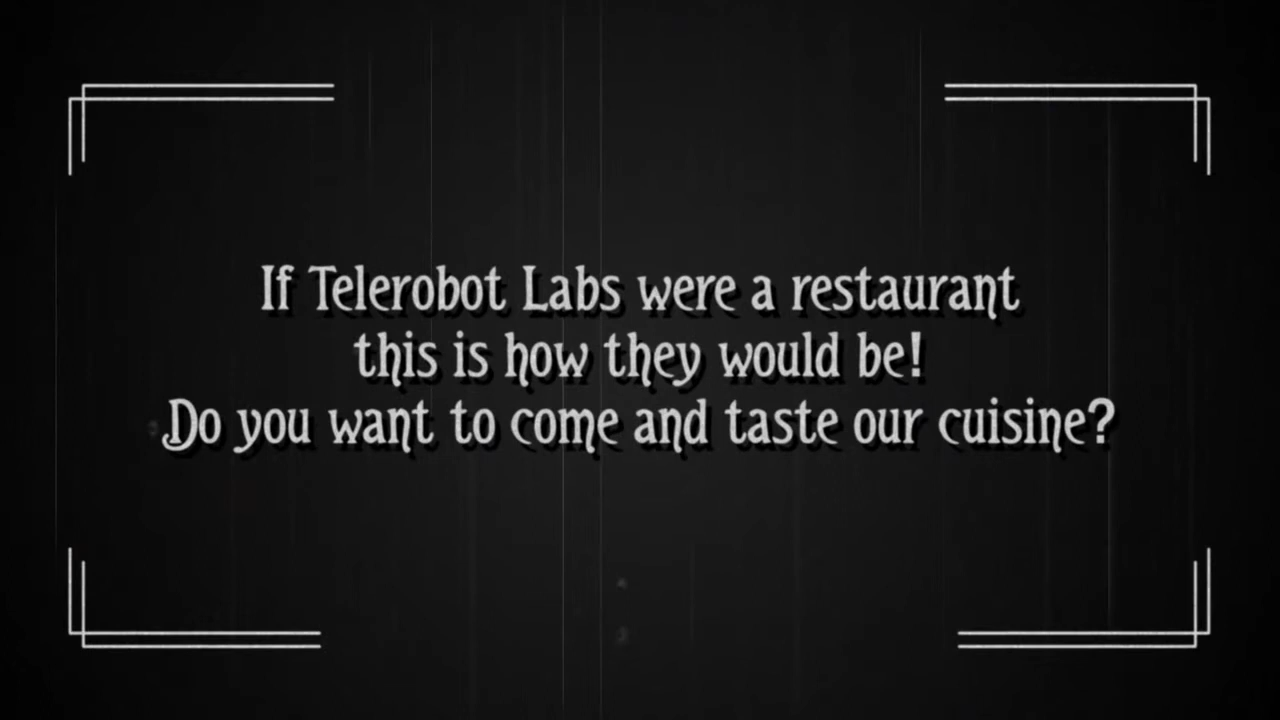 If Telerobot Labs were a restaurant
this is how they would be!
Do you want to come and taste our cuisine?